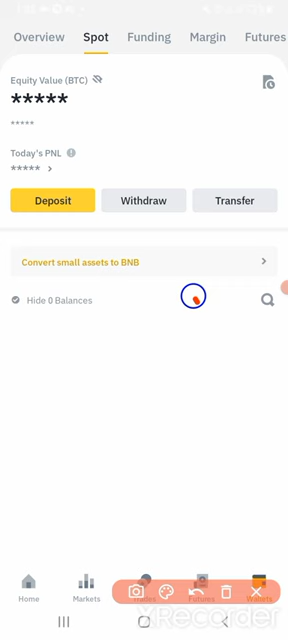 Overview Spot Funding Margin Futures
Equity Value (BTC)
*****
*****
Today's PNL
*****
Deposit Withdraw Transfer
Convert small assets to BNB
Hide 0 Balances
Home Markets Trades Futures Wallets
XRecorder